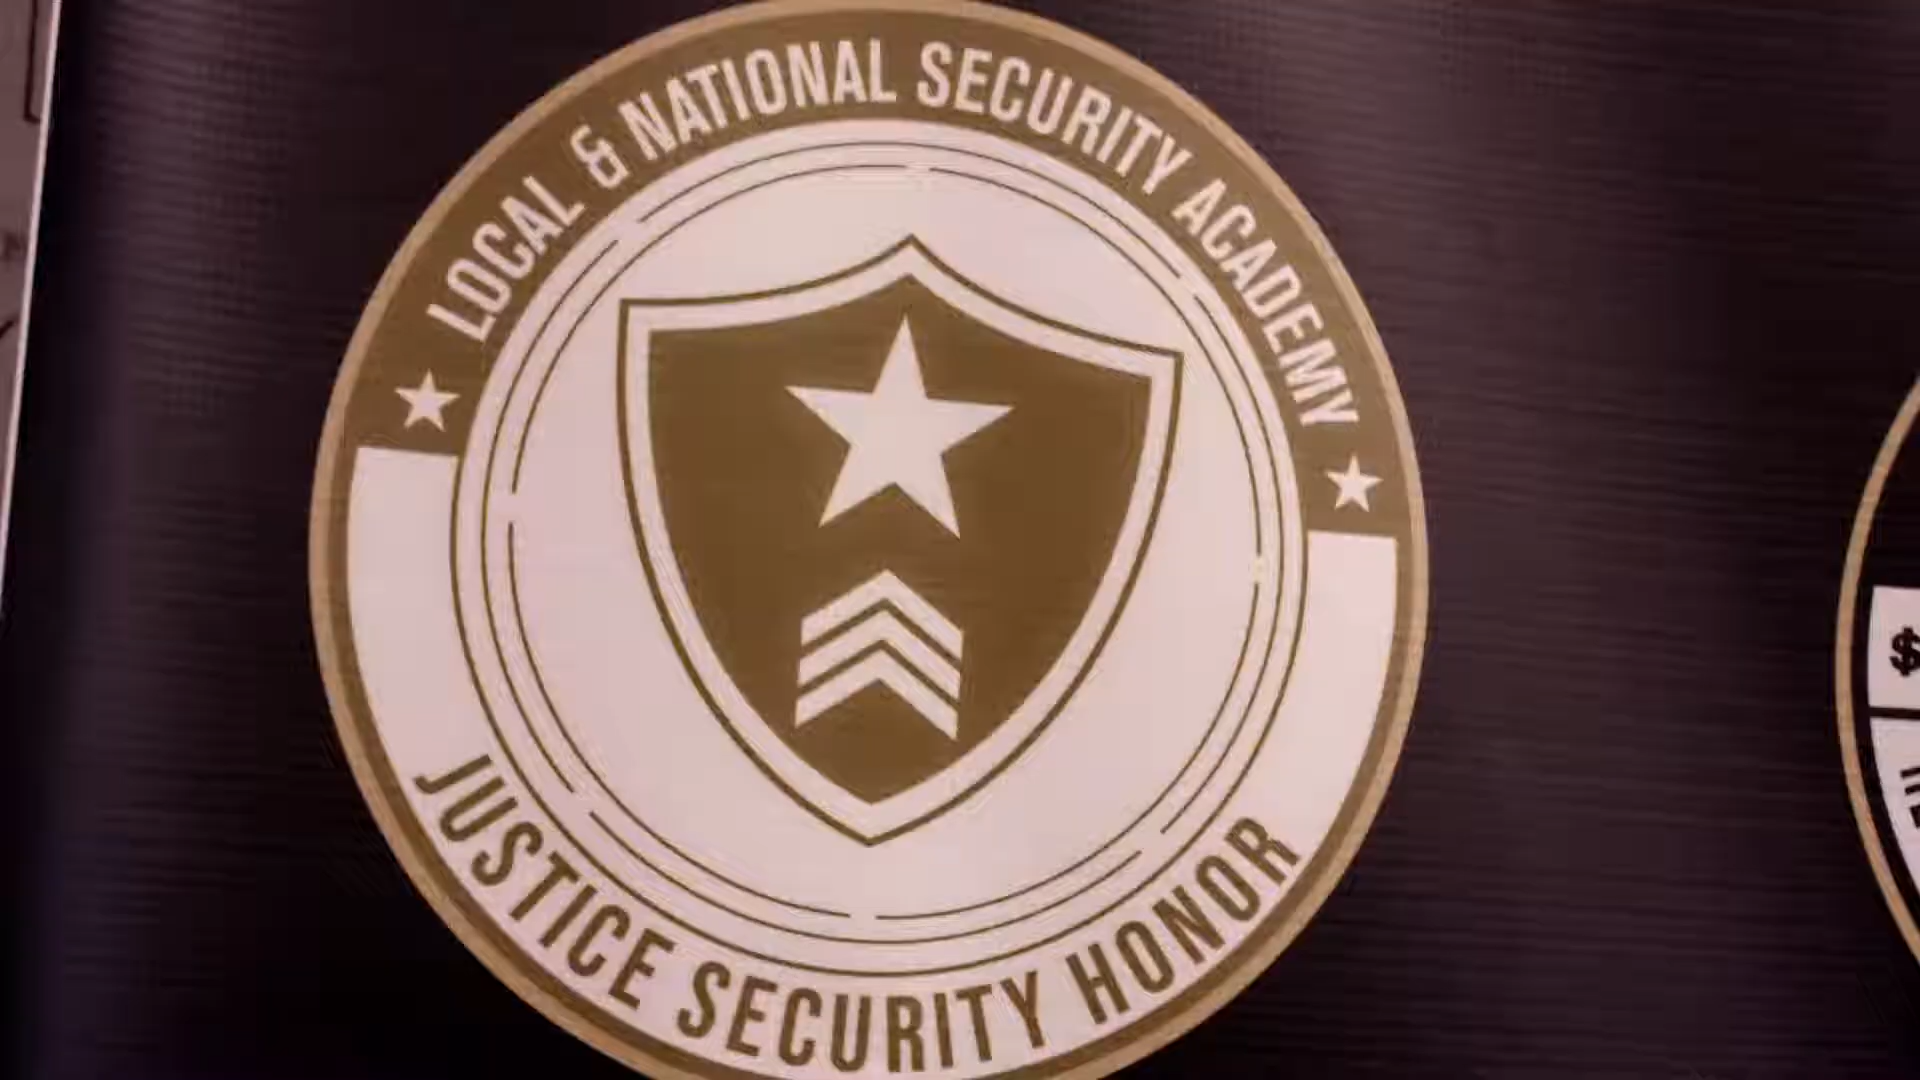 LOCAL & NATIONAL SECURITY ACADEMY
JUSTICE SECURITY HONOR
$